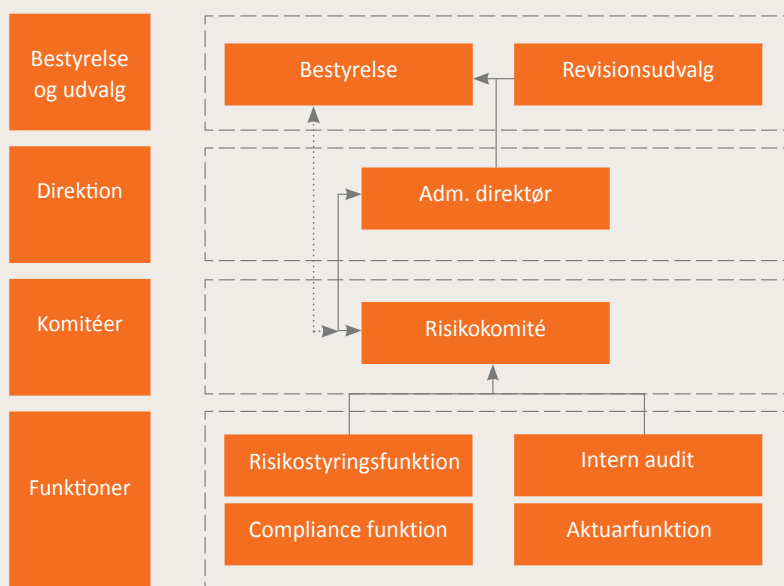 Bestyrelse
og udvalg
Bestyrelse
Revisionsudvalg
Direktion
Adm. direktør
Komitéer
Risikokomité
Funktioner
Risikostyringsfunktion
Intern audit
Compliance funktion
Aktuarfunktion